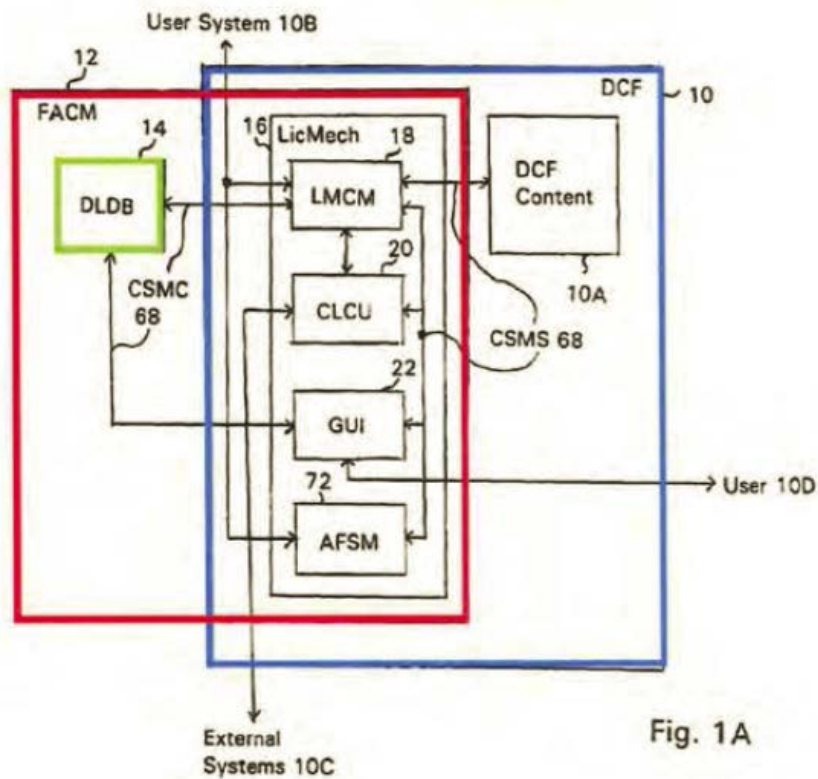 User System 10B
12
DCF
10
FACM
14
16
LicMech
18
DLDB
LMCM
DCF
Content
CSMC
68
20
10A
CLCU
CSMS 68
22
GUI
72
User 10D
AFSM
External
Systems 10C
Fig. 1A